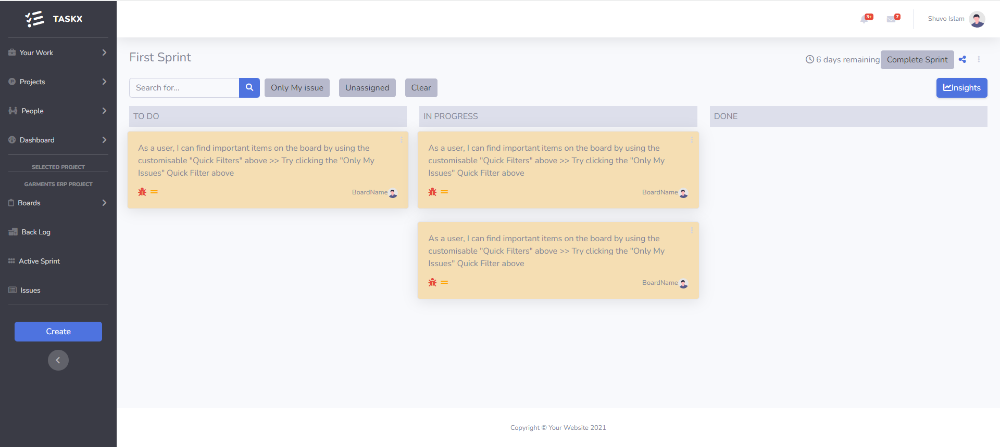 TASKX
3+
7
Shuvo Islam
Your Work
Projects
People
Dashboard
SELECTED PROJECT
GARMENTS ERP PROJECT
Boards
Back Log
Active Sprint
Issues
Create
First Sprint
6 days remaining
Complete Sprint
Search for...
Only My issue
Unassigned
Clear
Insights
TO DO
As a user, I can find important items on the board by using the
customisable "Quick Filters" above >> Try clicking the "Only My
Issues" Quick Filter above
BoardName
IN PROGRESS
As a user, I can find important items on the board by using the
customisable "Quick Filters" above >> Try clicking the "Only My
Issues" Quick Filter above
BoardName
As a user, I can find important items on the board by using the
customisable "Quick Filters" above >> Try clicking the "Only My
Issues" Quick Filter above
BoardName
DONE
Copyright © Your Website 2021